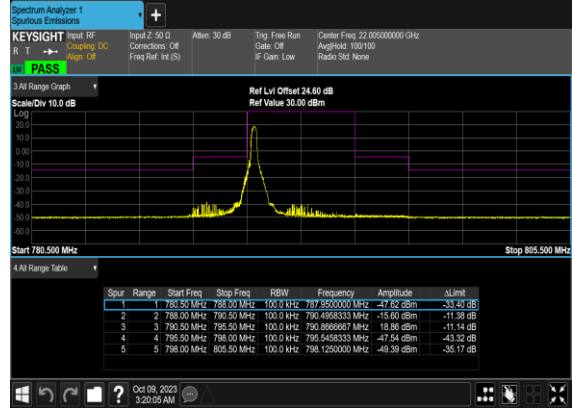 Spectrum Analyzer 1
Spurious Emissions
KEYSIGHT Input: RF Input Z: 50 Ω Atten: 30 dB Trig: Free Run Center Freq: 22.005000000 GHz
R T Coupling: DC Corrections: Off Gate: Off Avg|Hold: 100/100
Align: Off Freq Ref: Int (S) IF Gain: Low Radio Std: None
PASS
3 All Range Graph Ref Lvl Offset 24.60 dB
Scale/Div 10.0 dB Ref Value 30.00 dBm
Log
20.0
10.0
0.00
-10.0
-20.0
-30.0
-40.0
-50.0
-60.0
Start 780.500 MHz Stop 805.500 MHz
4 All Range Table
Spur Range Start Freq Stop Freq RBW Frequency Amplitude ΔLimit
1 1 780.50 MHz 788.00 MHz 100.0 kHz 787.9500000 MHz -47.62 dBm -33.40 dB
2 2 788.00 MHz 790.50 MHz 100.0 kHz 790.4958333 MHz -15.60 dBm -11.38 dB
3 3 790.50 MHz 795.50 MHz 100.0 kHz 790.8666667 MHz 18.86 dBm -11.14 dB
4 4 795.50 MHz 798.00 MHz 100.0 kHz 795.5458333 MHz -47.54 dBm -43.32 dB
5 5 798.00 MHz 805.50 MHz 100.0 kHz 798.1250000 MHz -49.39 dBm -35.17 dB
Oct 09, 2023
3:20:05 AM